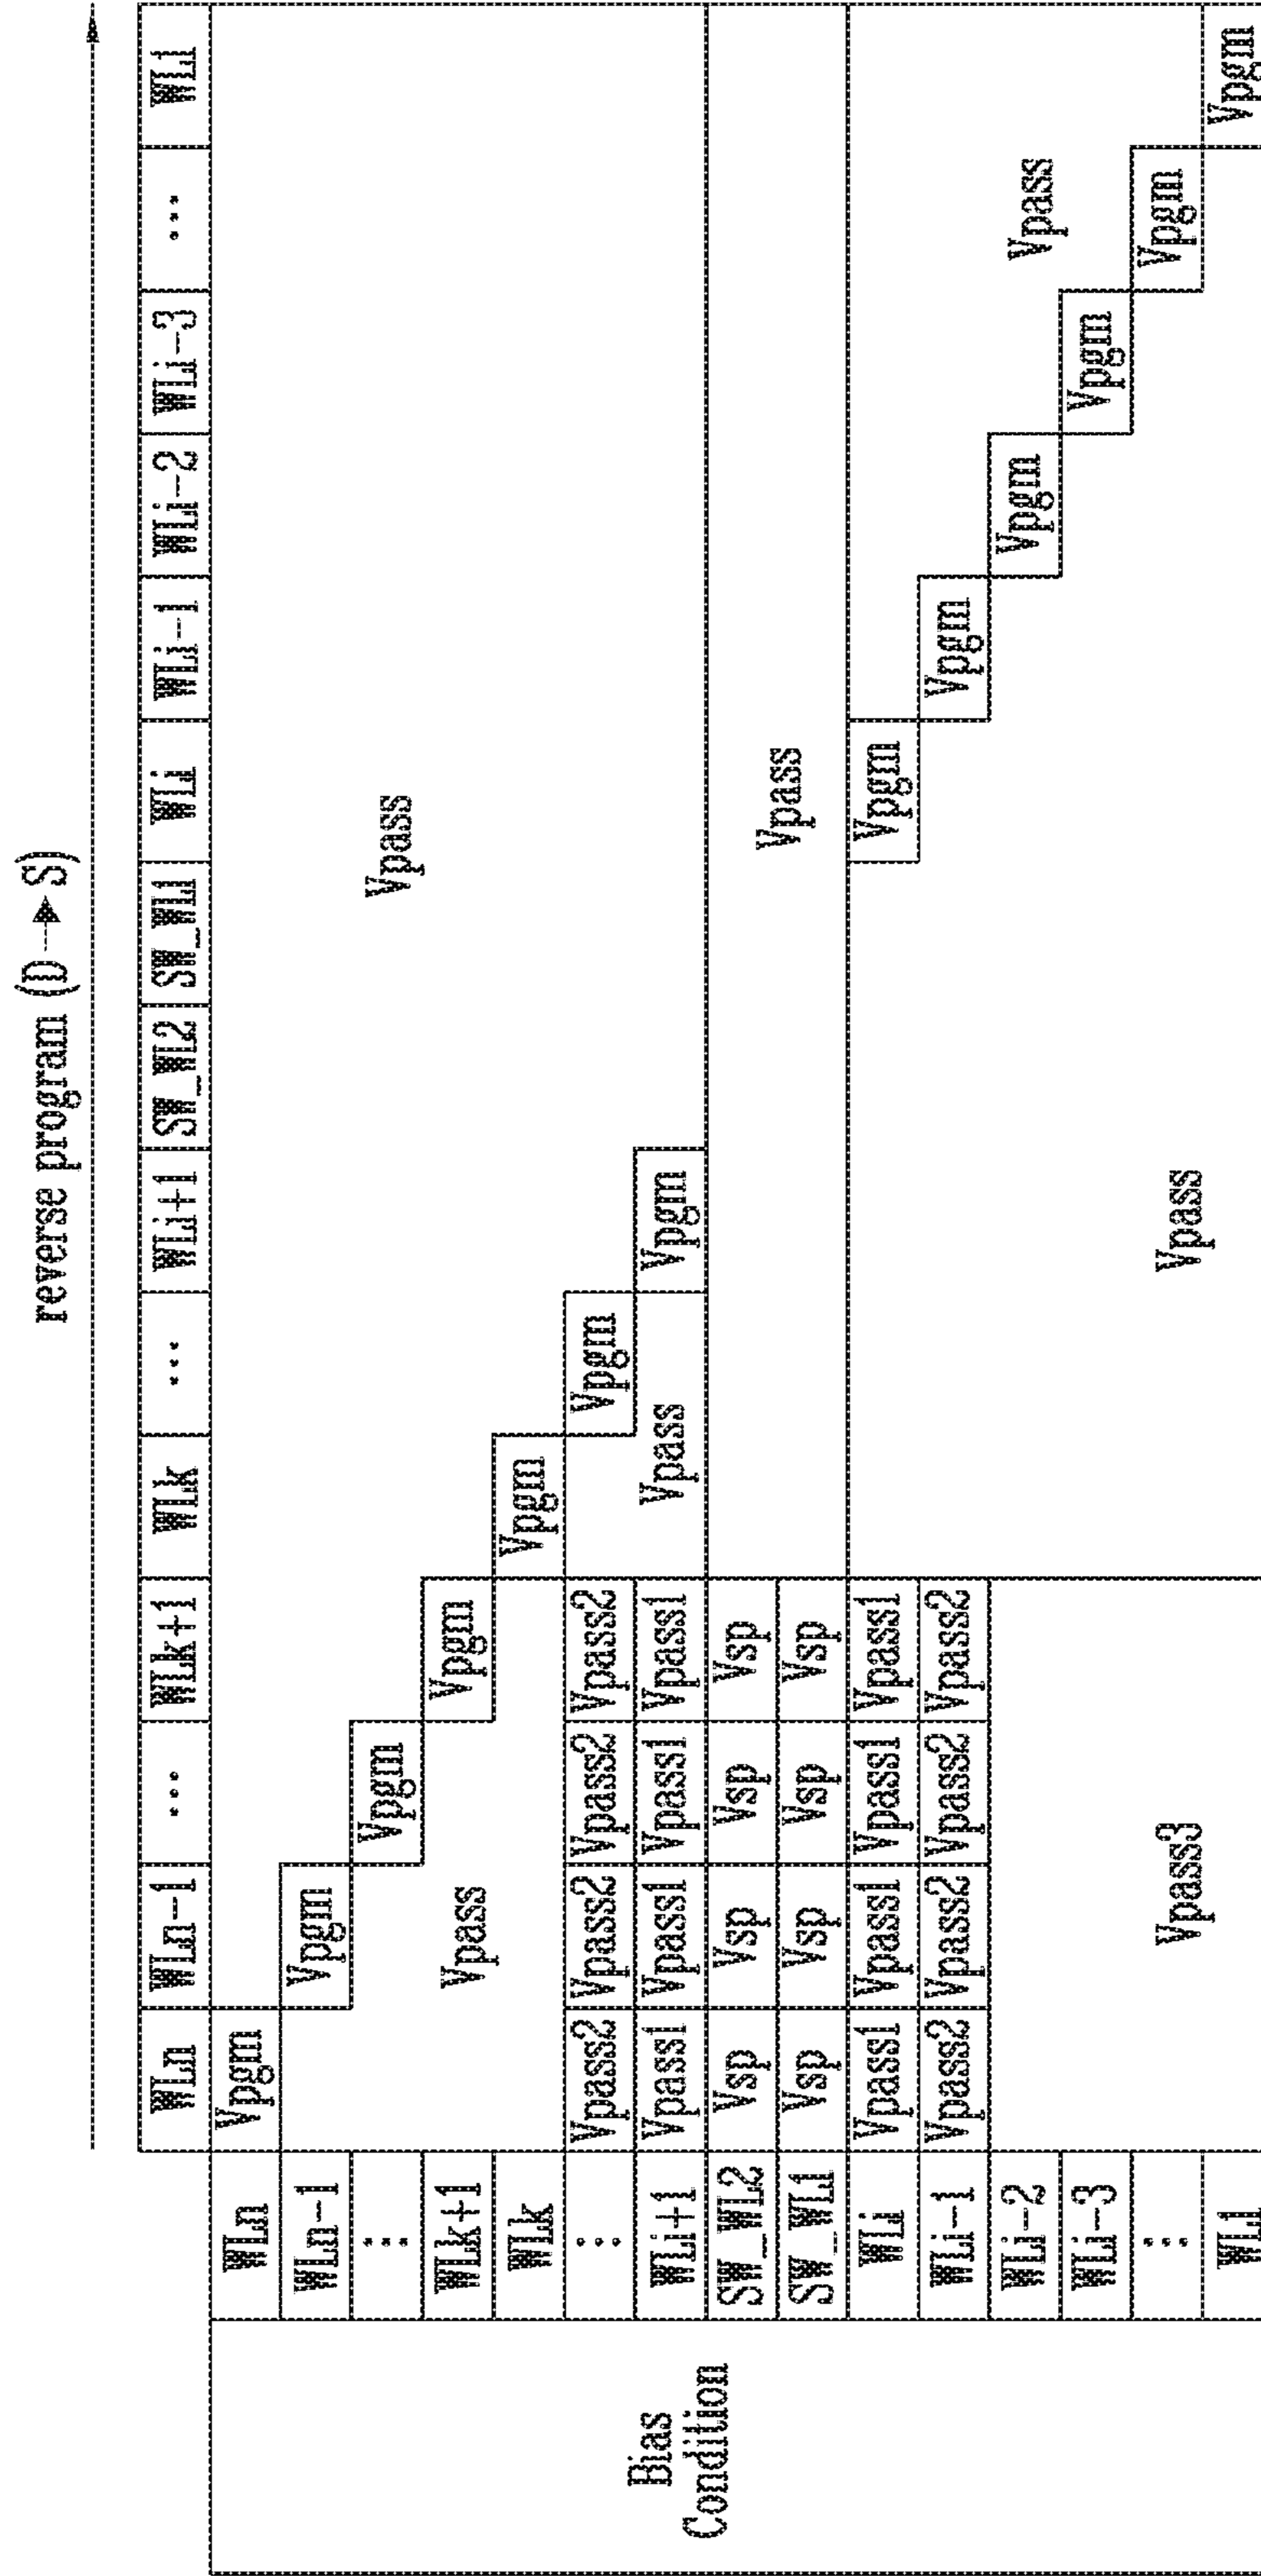 reverse program (D → S)
WLn WLn-1 ... WLk+1 WLk ... WLi+1 SW_WL2 SW_WL1 WLi WLi-1 WLi-2 WLi-3 ... WL1
Bias
Condition
WLn Vpgm
WLn-1 Vpgm
... Vpgm Vpass
WLk+1 Vpass Vpgm
WLk Vpgm
... Vpass2 Vpass2 Vpass2 Vpass2 Vpgm
WLi+1 Vpass1 Vpass1 Vpass1 Vpass1 Vpass Vpgm
SW_WL2 Vsp Vsp Vsp Vsp Vpass
SW_WL1 Vsp Vsp Vsp Vsp
WLi Vpass1 Vpass1 Vpass1 Vpass1 Vpgm
WLi-1 Vpass2 Vpass2 Vpass2 Vpass2 Vpgm
WLi-2 Vpgm Vpass
WLi-3 Vpgm
... Vpass3 Vpass Vpgm
WL1 Vpgm